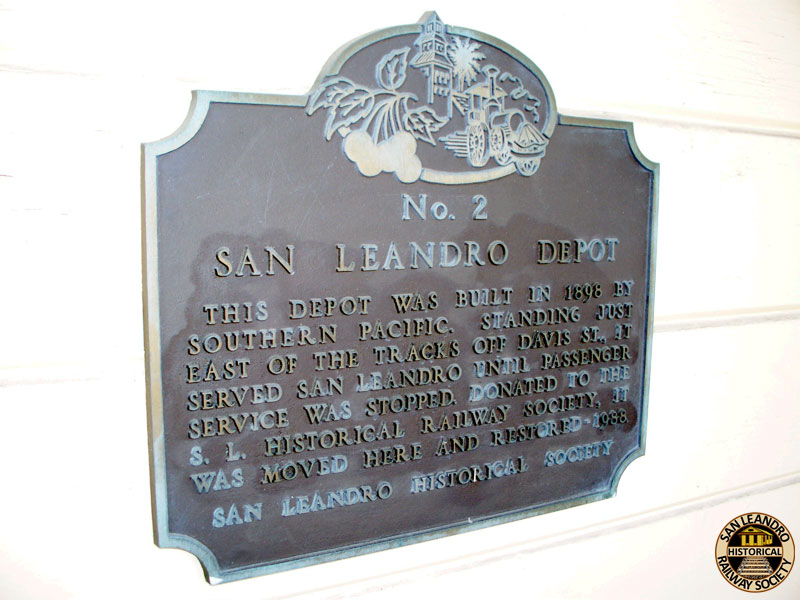 No. 2
SAN LEANDRO DEPOT
THIS DEPOT WAS BUILT IN 1898 BY
SOUTHERN PACIFIC. STANDING JUST
EAST OF THE TRACKS OFF DAVIS ST., IT
SERVED SAN LEANDRO UNTIL PASSENGER
SERVICE WAS STOPPED. DONATED TO THE
S. L. HISTORICAL RAILWAY SOCIETY, IT
WAS MOVED HERE AND RESTORED-1988.
SAN LEANDRO HISTORICAL SOCIETY
SAN LEANDRO
HISTORICAL
RAILWAY SOCIETY